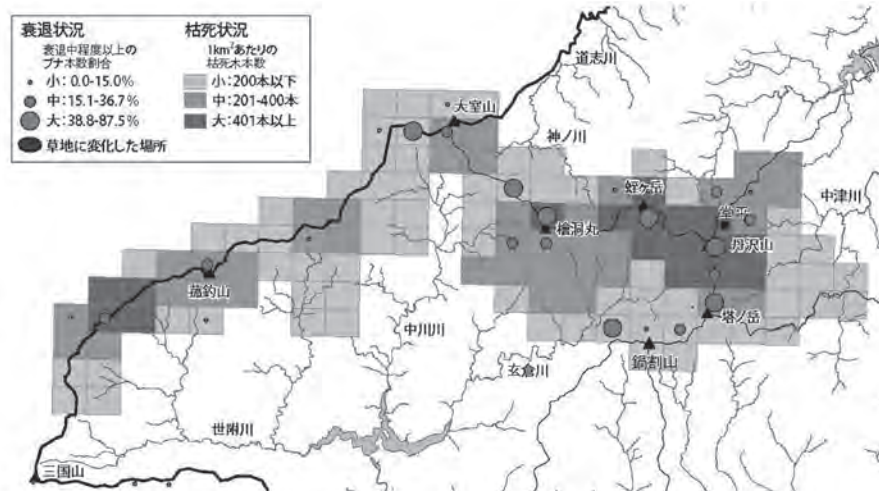 衰退状況
衰退中程度以上の
ブナ本数割合
小：0.0-15.0%
中：15.1-36.7%
大：38.8-87.5%
草地に変化した場所
枯死状況
1km²あたりの
枯死木本数
小：200本以下
中：201-400本
大：401本以上
道志川
大室山
神ノ川
蛭ヶ岳
堂平
中津川
檜洞丸
丹沢山
菰釣山
塔ノ岳
中川川
鍋割山
玄倉川
世附川
三国山